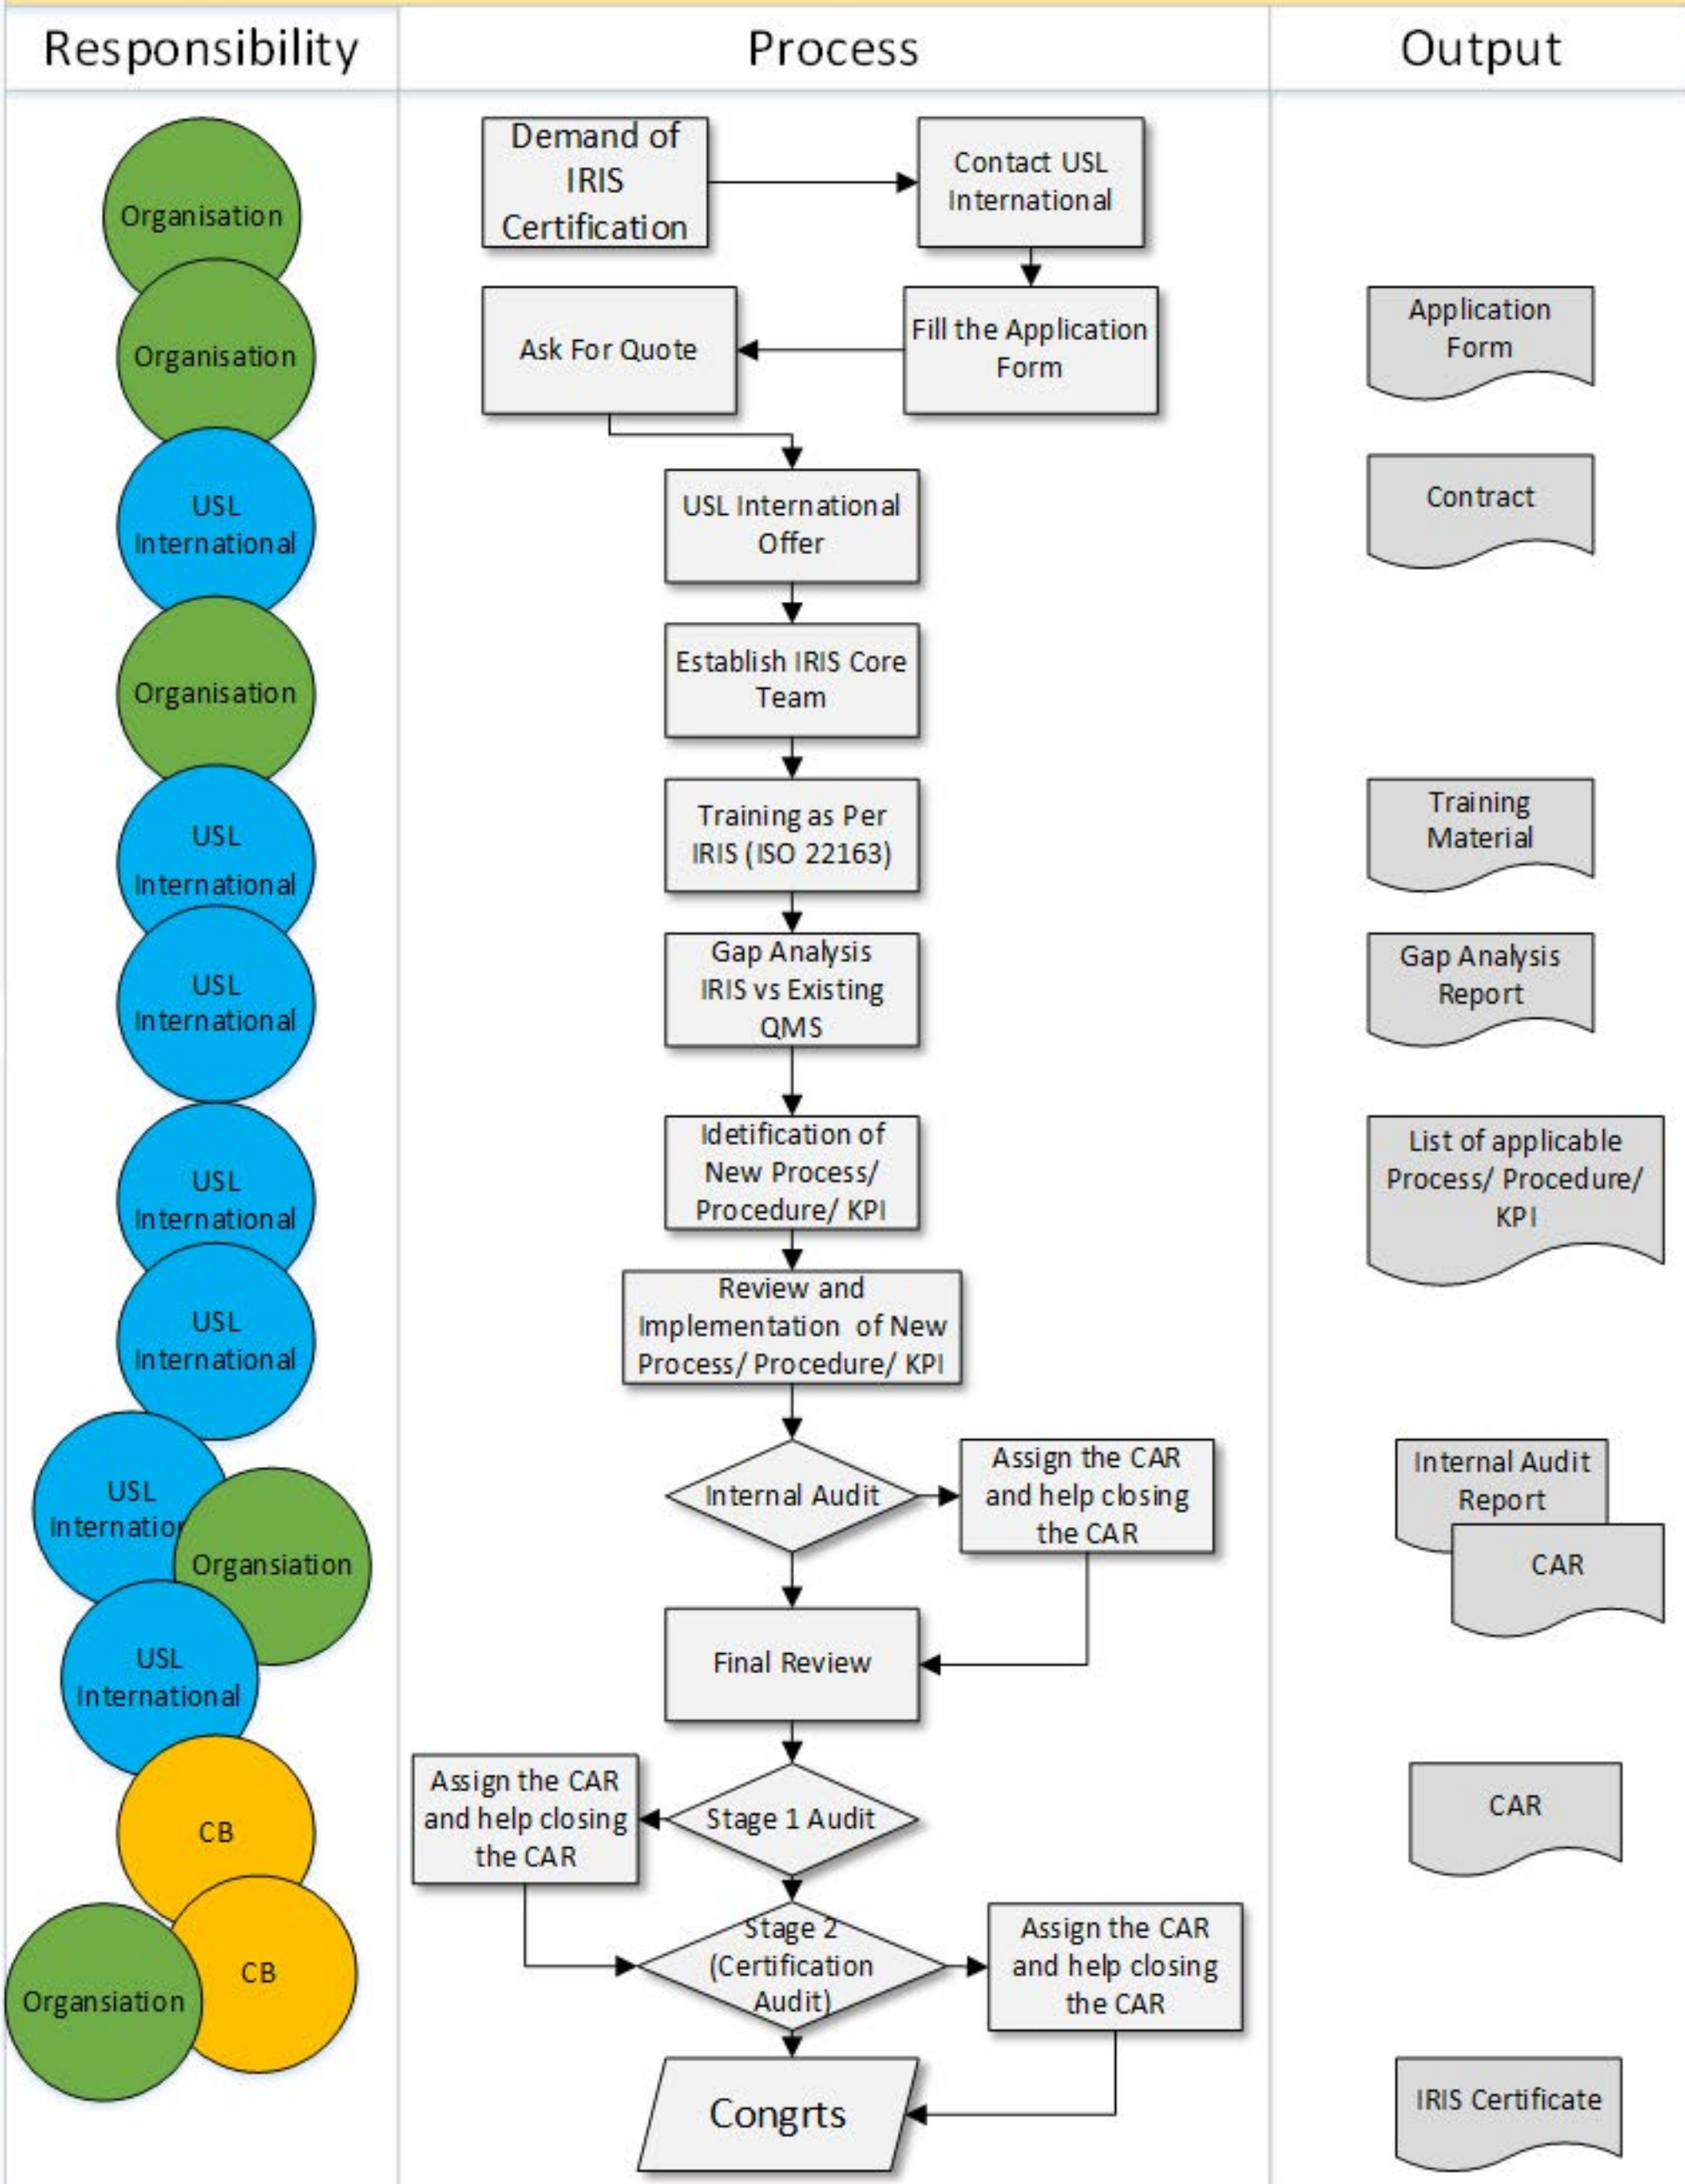 Responsibility
Process
Output
Organisation
Demand of
IRIS
Certification
Contact USL
International
Organisation
Ask For Quote
Fill the Application
Form
Application
Form
USL
International
USL International
Offer
Contract
Organisation
Establish IRIS Core
Team
USL
International
Training as Per
IRIS (ISO 22163)
Training
Material
USL
International
Gap Analysis
IRIS vs Existing
QMS
Gap Analysis
Report
USL
International
Idetification of
New Process/
Procedure/ KPI
List of applicable
Process/ Procedure/
KPI
USL
International
Review and
Implementation of New
Process/ Procedure/ KPI
USL
Internation
Organsiation
Internal Audit
Assign the CAR
and help closing
the CAR
Internal Audit
Report
CAR
USL
International
Final Review
CB
Assign the CAR
and help closing
the CAR
Stage 1 Audit
CAR
CB
Organsiation
Stage 2
(Certification
Audit)
Assign the CAR
and help closing
the CAR
Congrts
IRIS Certificate